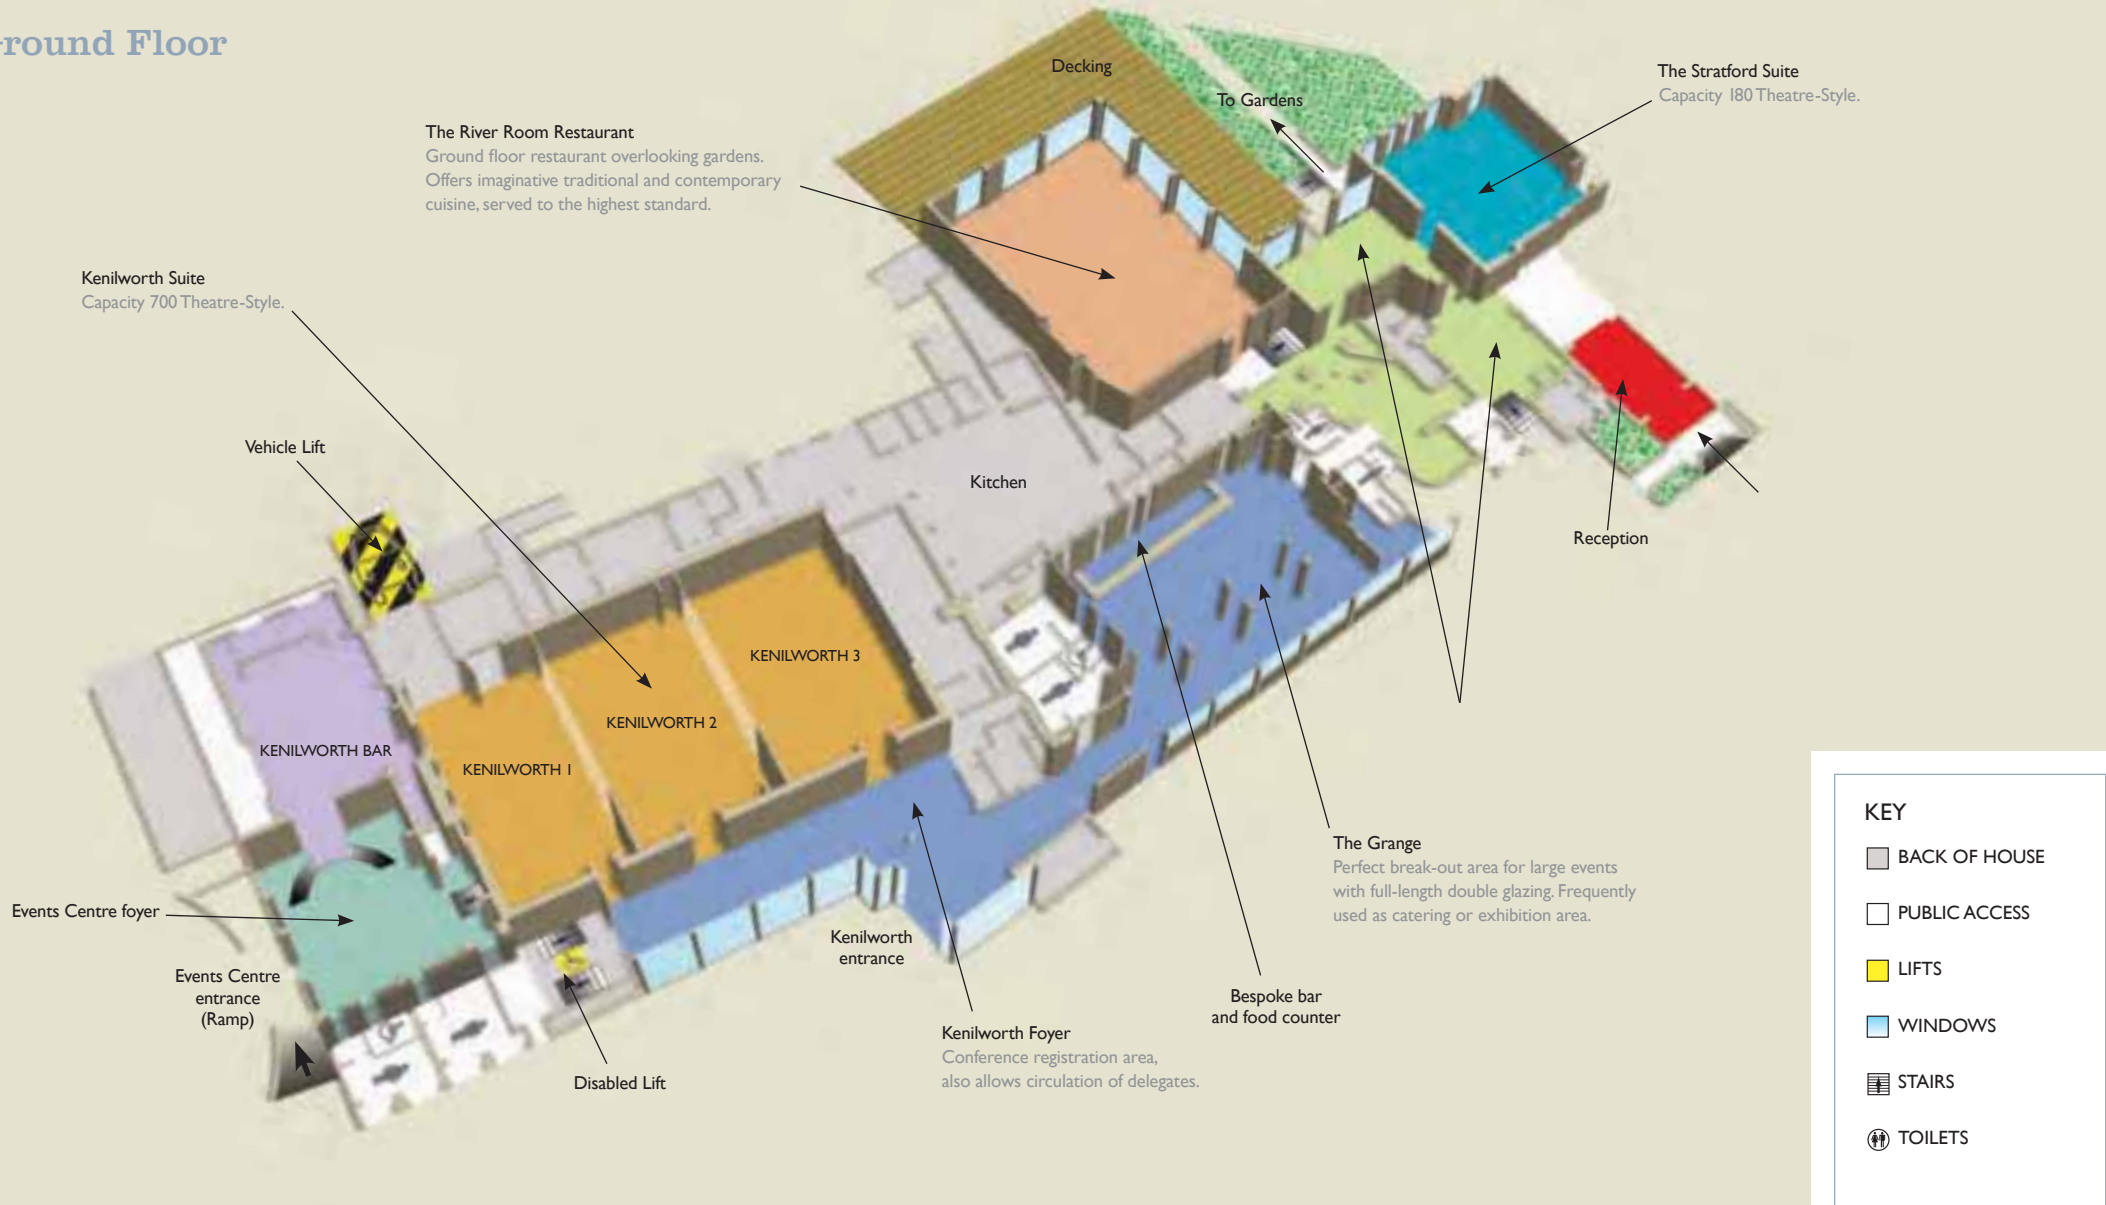 Ground Floor
Decking
To Gardens
The Stratford Suite
Capacity 180 Theatre-Style.
The River Room Restaurant
Ground floor restaurant overlooking gardens.
Offers imaginative traditional and contemporary
cuisine, served to the highest standard.
Kenilworth Suite
Capacity 700 Theatre-Style.
Vehicle Lift
Kitchen
Reception
KENILWORTH 3
KENILWORTH 2
KENILWORTH BAR
KENILWORTH 1
The Grange
Perfect break-out area for large events
with full-length double glazing. Frequently
used as catering or exhibition area.
Events Centre foyer
Kenilworth
entrance
Events Centre
entrance
(Ramp)
Bespoke bar
and food counter
Kenilworth Foyer
Conference registration area,
also allows circulation of delegates.
Disabled Lift
KEY
BACK OF HOUSE
PUBLIC ACCESS
LIFTS
WINDOWS
STAIRS
TOILETS